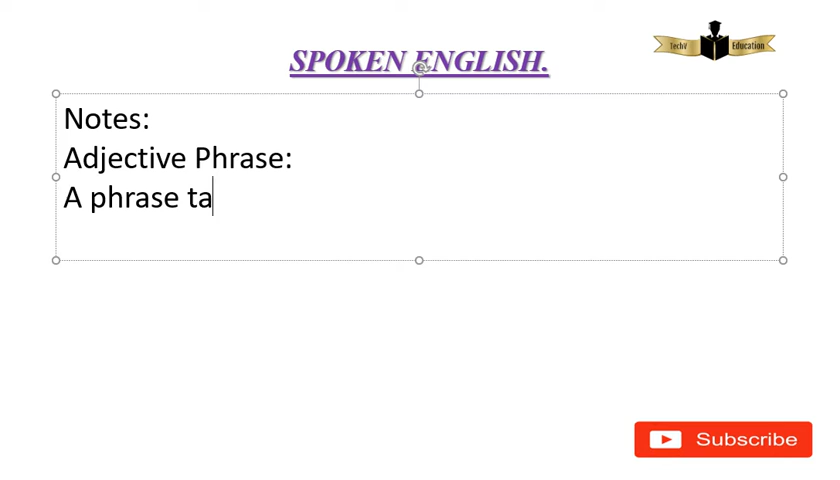 SPOKEN ENGLISH.
TechV Education
Notes:
Adjective Phrase:
A phrase ta
Subscribe